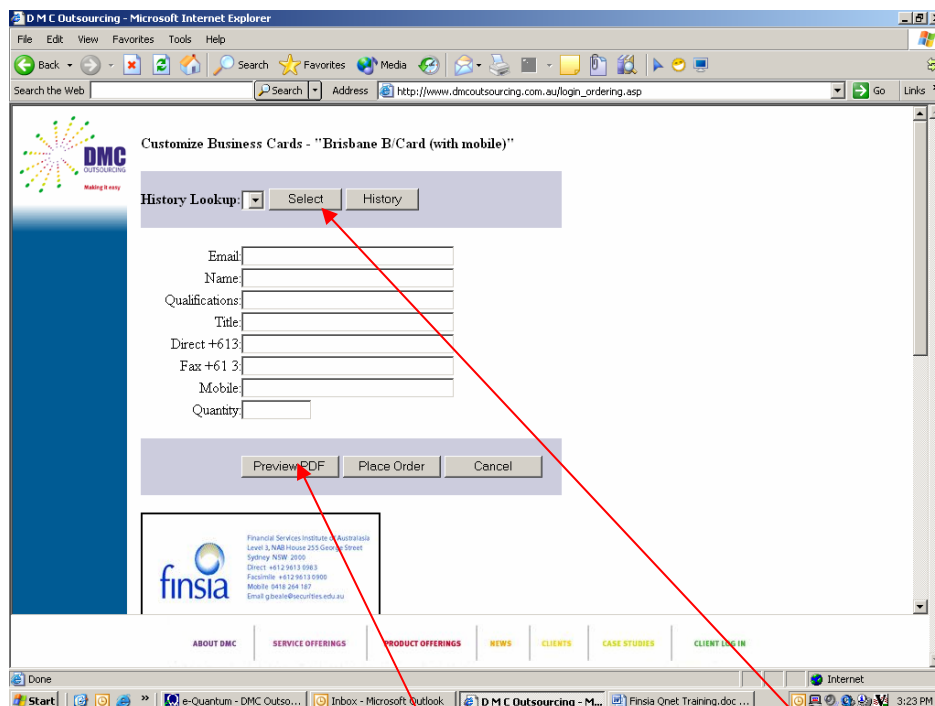 D M C Outsourcing - Microsoft Internet Explorer
File Edit View Favorites Tools Help
Back Search Favorites Media
Search the Web Search Address http://www.dmcoutsourcing.com.au/login_ordering.asp Go Links
DMC
OUTSOURCING
Making it easy
Customize Business Cards - "Brisbane B/Card (with mobile)"
History Lookup: Select History
Email:
Name:
Qualifications:
Title:
Direct +613:
Fax +61 3:
Mobile:
Quantity:
Preview PDF Place Order Cancel
finsia
Financial Services Institute of Australasia
Level 3, NAB House 255 George Street
Sydney NSW 2000
Direct +61 2 9613 0983
Facsimile +61 2 9613 0900
Mobile 0418 264 187
Email gbeale@securities.edu.au
ABOUT DMC SERVICE OFFERINGS PRODUCT OFFERINGS NEWS CLIENTS CASE STUDIES CLIENT LOG IN
Done Internet
Start » e-Quantum - DMC Outso... Inbox - Microsoft Outlook D M C Outsourcing - M... Finsia Qnet Training.doc ... 3:23 PM